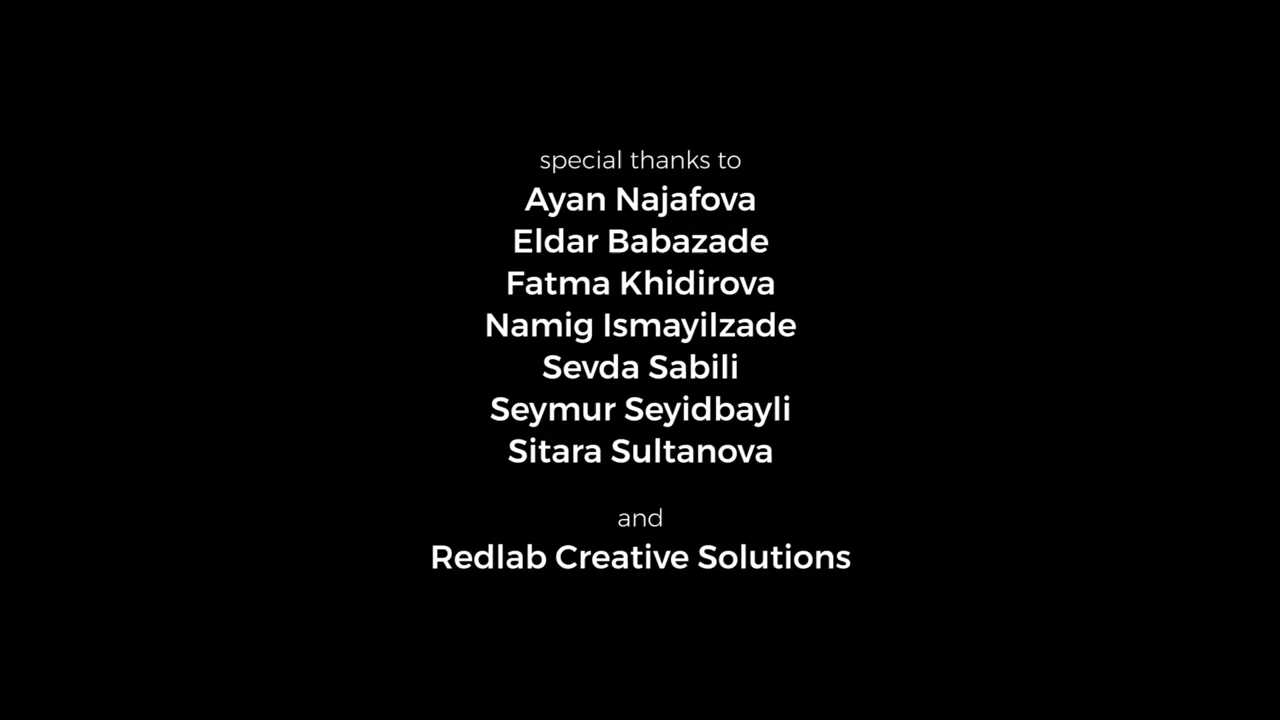 special thanks to
Ayan Najafova
Eldar Babazade
Fatma Khidirova
Namig Ismayilzade
Sevda Sabili
Seymur Seyidbayli
Sitara Sultanova
and
Redlab Creative Solutions